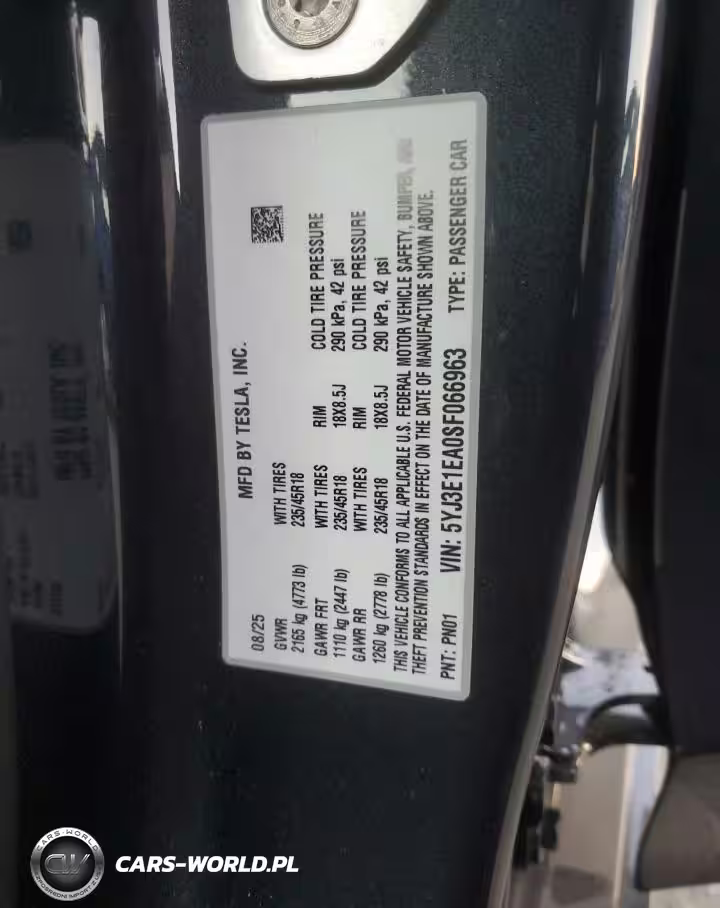 MFD BY TESLA, INC.
08/25
GVWR WITH TIRES
2165 kg (4773 lb) 235/45R18
GAWR FRT WITH TIRES RIM COLD TIRE PRESSURE
1110 kg (2447 lb) 235/45R18 18X8.5J 290 kPa, 42 psi
GAWR RR WITH TIRES RIM COLD TIRE PRESSURE
1260 kg (2778 lb) 235/45R18 18X8.5J 290 kPa, 42 psi
THIS VEHICLE CONFORMS TO ALL APPLICABLE U.S. FEDERAL MOTOR VEHICLE SAFETY, BUMPER,
THEFT PREVENTION STANDARDS IN EFFECT ON THE DATE OF MANUFACTURE SHOWN ABOVE.
PNT: PN01 VIN: 5YJ3E1EA0SF066963 TYPE: PASSENGER CAR
CARS-WORLD
CW
CARS-WORLD.PL